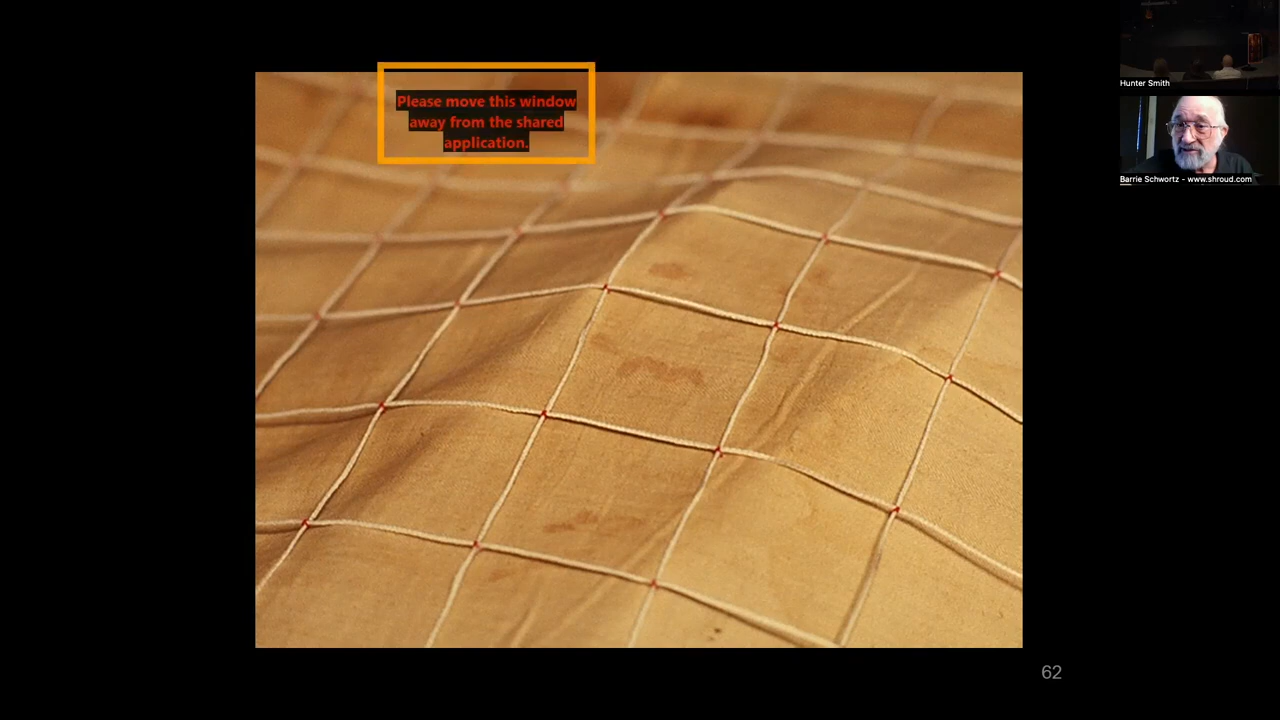 Please move this window
away from the shared
application.
Hunter Smith
Barrie Schwortz - www.shroud.com
62